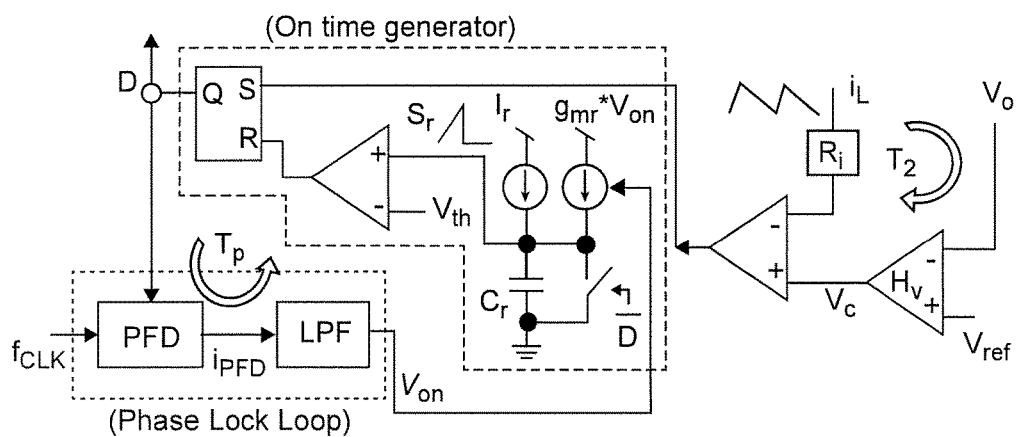 (On time generator)
D
Q
S
R
S_r
I_r
g_mr*V_on
i_L
V_o
R_i
T_2
+
-
V_th
T_p
C_r
D̅
-
+
V_c
H_v
-
+
V_ref
f_CLK
PFD
i_PFD
LPF
V_on
(Phase Lock Loop)